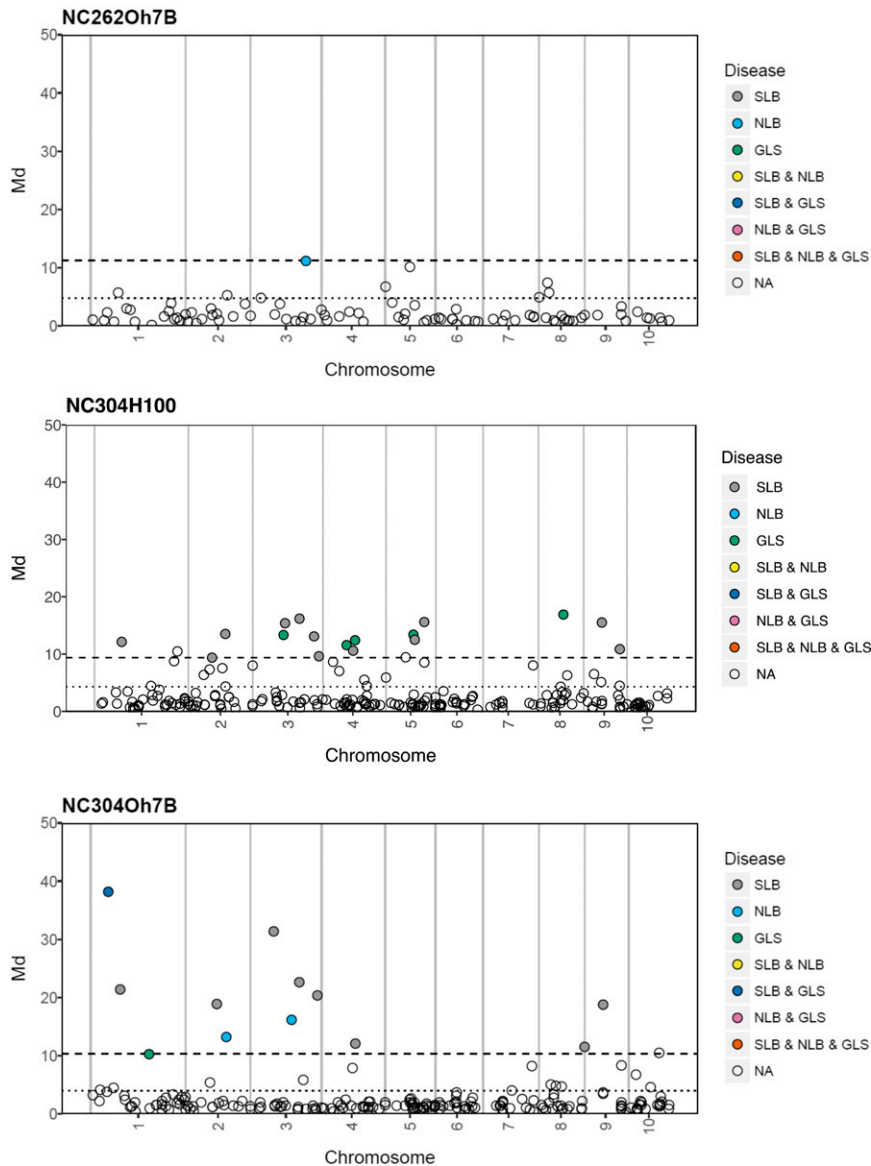 NC262Oh7B
50
40
30
20
10
0
Md
1 2 3 4 5 6 7 8 9 10
Chromosome
Disease
SLB
NLB
GLS
SLB & NLB
SLB & GLS
NLB & GLS
SLB & NLB & GLS
NA
NC304H100
50
40
30
20
10
0
Md
1 2 3 4 5 6 7 8 9 10
Chromosome
Disease
SLB
NLB
GLS
SLB & NLB
SLB & GLS
NLB & GLS
SLB & NLB & GLS
NA
NC304Oh7B
50
40
30
20
10
0
Md
1 2 3 4 5 6 7 8 9 10
Chromosome
Disease
SLB
NLB
GLS
SLB & NLB
SLB & GLS
NLB & GLS
SLB & NLB & GLS
NA